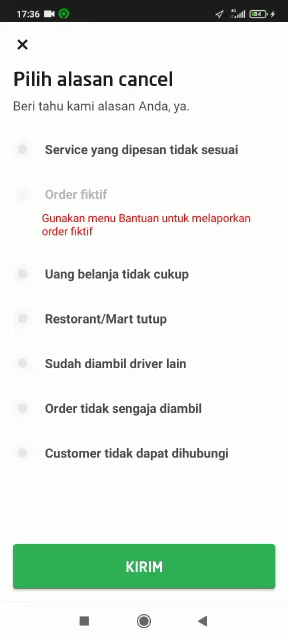 17:36
4G
Pilih alasan cancel
Beri tahu kami alasan Anda, ya.
Service yang dipesan tidak sesuai
Order fiktif
Gunakan menu Bantuan untuk melaporkan
order fiktif
Uang belanja tidak cukup
Restorant/Mart tutup
Sudah diambil driver lain
Order tidak sengaja diambil
Customer tidak dapat dihubungi
KIRIM